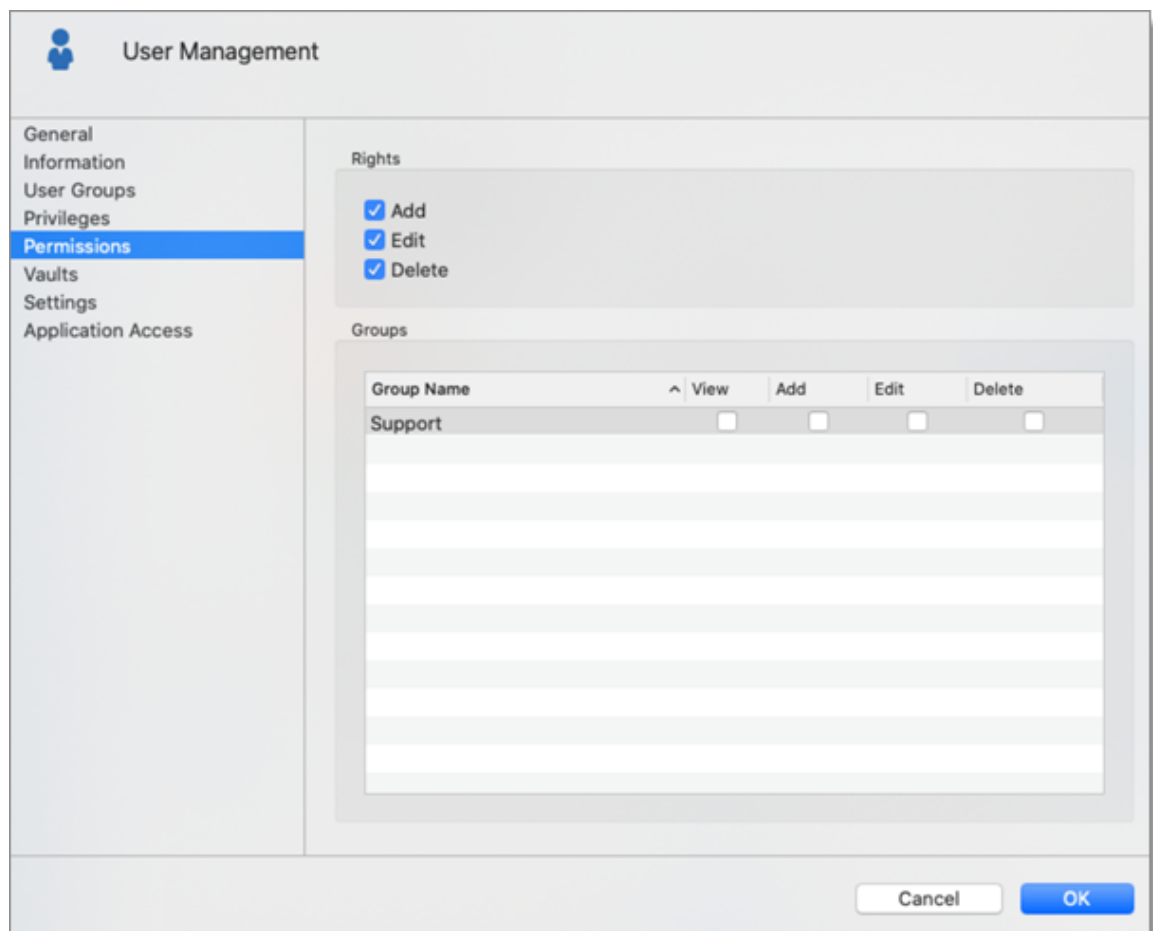 User Management
General
Information
User Groups
Privileges
Permissions
Vaults
Settings
Application Access
Rights
Add
Edit
Delete
Groups
Group Name View Add Edit Delete
Support
Cancel OK